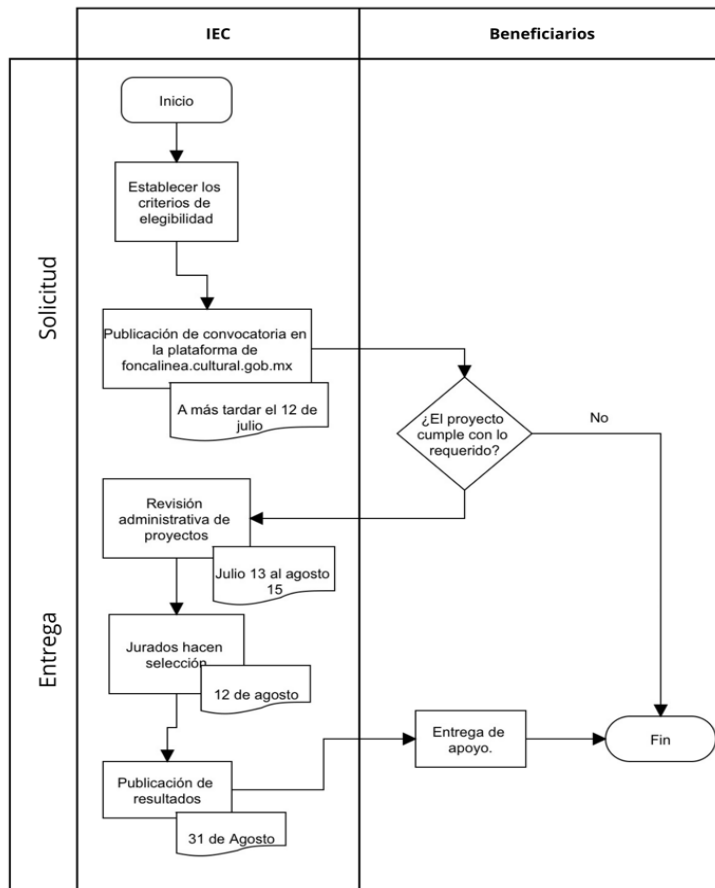 IEC
Beneficiarios
Solicitud
Inicio
Establecer los
criterios de
elegibilidad
Publicación de convocatoria en
la plataforma de
foncalinea.cultural.gob.mx
A más tardar el 12 de
julio
¿El proyecto
cumple con lo
requerido?
No
Entrega
Revisión
administrativa de
proyectos
Julio 13 al agosto
15
Jurados hacen
selección
12 de agosto
Publicación de
resultados
31 de Agosto
Entrega de
apoyo.
Fin